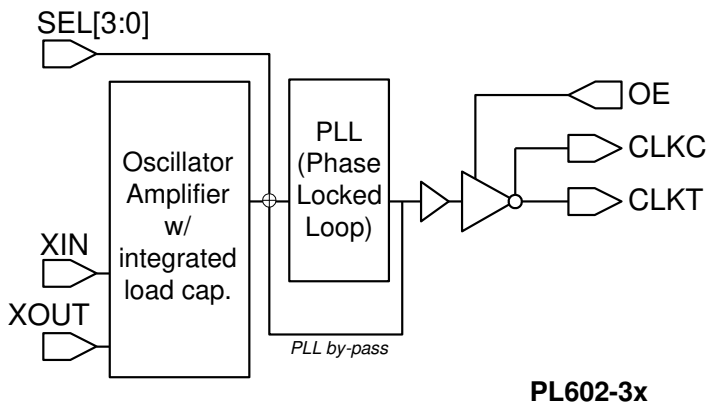 SEL[3:0]
Oscillator
Amplifier
w/
integrated
load cap.
PLL
(Phase
Locked
Loop)
OE
CLKC
CLKT
XIN
XOUT
PLL by-pass
PL602-3x